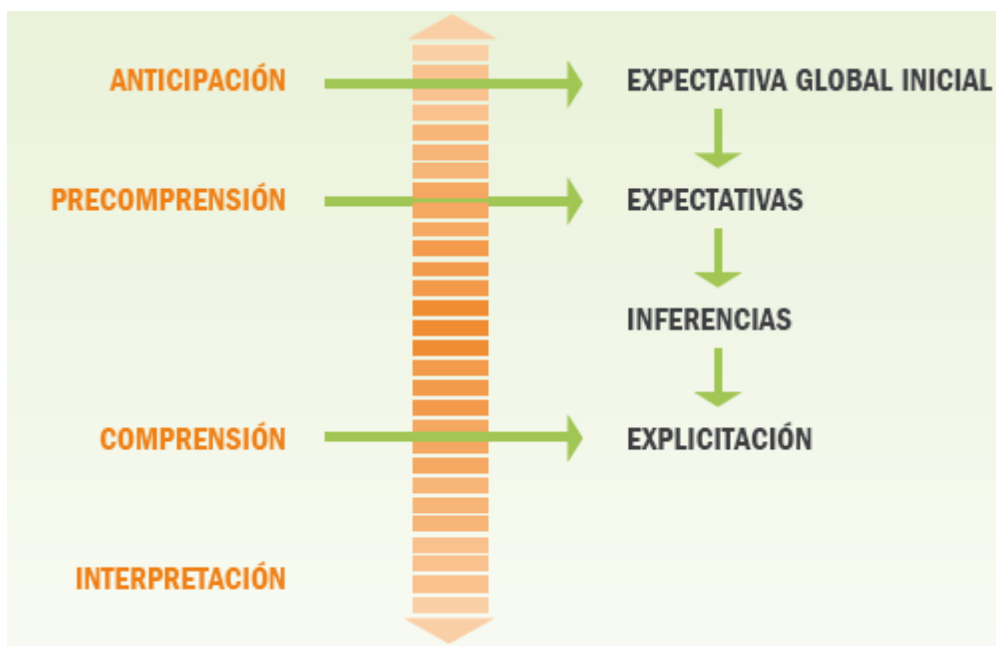 ANTICIPACIÓN
EXPECTATIVA GLOBAL INICIAL
PRECOMPRENSIÓN
EXPECTATIVAS
INFERENCIAS
COMPRENSIÓN
EXPLICITACIÓN
INTERPRETACIÓN